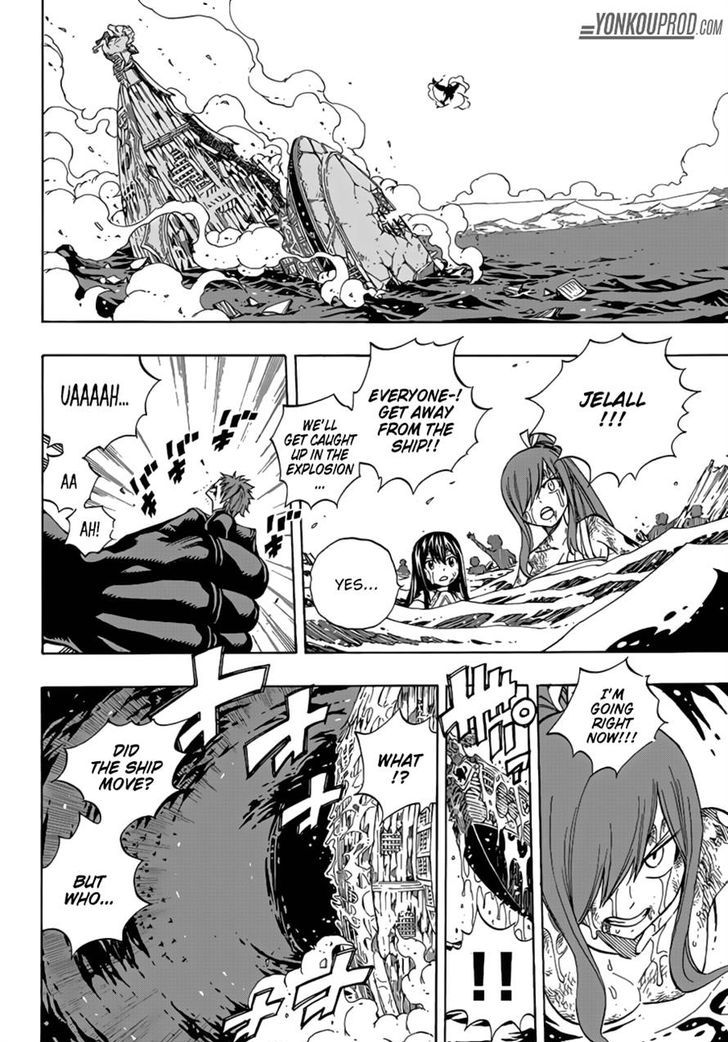 =YONKOUPROD.COM
JELALL
!!!
EVERYONE-!
GET AWAY
FROM THE
SHIP!!
WE'LL
GET CAUGHT
UP IN THE
EXPLOSION
...
YES...
UAAAAH...
AA
AH!
I'M
GOING
RIGHT
NOW!!!
!!
WHAT
!?
DID
THE SHIP
MOVE?
BUT
WHO...